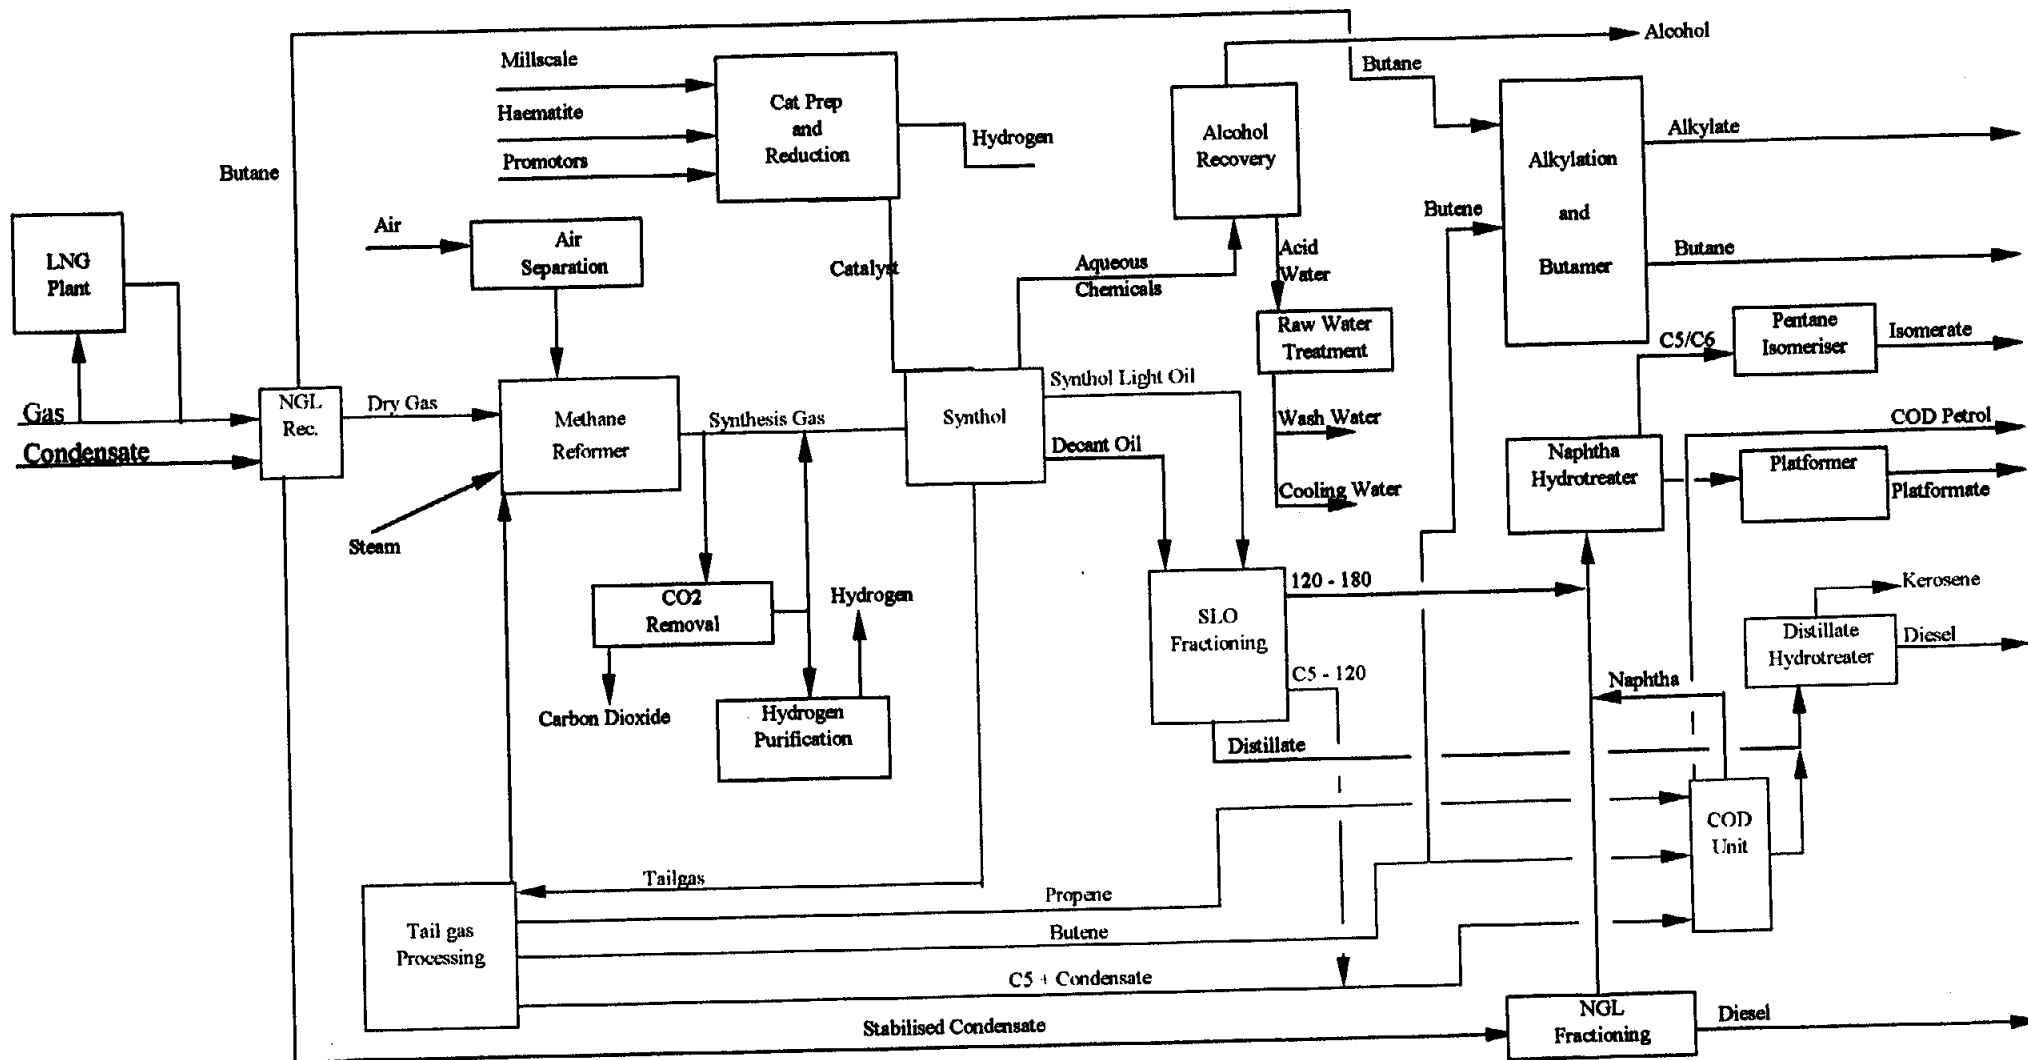 Alcohol
Millscale
Butane
Cat Prep
and
Reduction
Haematite
Promotors
Hydrogen
Alcohol
Recovery
Alkylation
and
Butamer
Alkylate
Butane
Butane
Butene
Air
Air
Separation
LNG
Plant
Catalyst
Aqueous
Chemicals
Acid
Water
Raw Water
Treatment
Pentane
Isomeriser
Isomerate
C5/C6
Gas
Condensate
NGL
Rec.
Dry Gas
Methane
Reformer
Synthesis Gas
Synthol
Synthol Light Oil
Decant Oil
Wash Water
Cooling Water
COD Petrol
Naphtha
Hydrotreater
Platformer
Platformate
Steam
CO2
Removal
Hydrogen
120 - 180
SLO
Fractioning
C5 - 120
Kerosene
Distillate
Hydrotreater
Diesel
Naphtha
Carbon Dioxide
Hydrogen
Purification
Distillate
COD
Unit
Tailgas
Propene
Tail gas
Processing
Butene
C5 + Condensate
Stabilised Condensate
NGL
Fractioning
Diesel